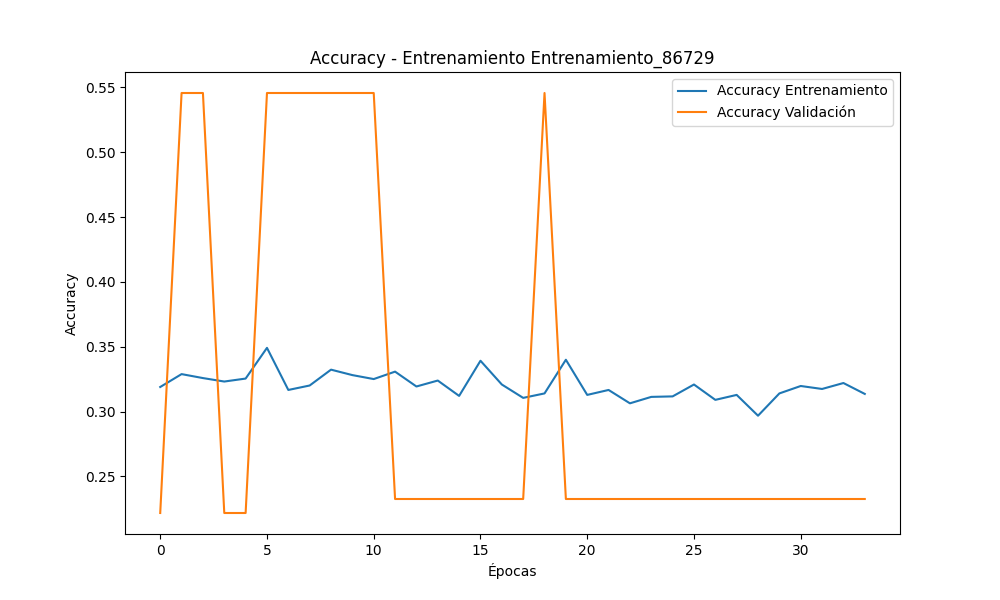 Accuracy - Entrenamiento Entrenamiento_86729
Accuracy Entrenamiento
Accuracy Validación
0.55
0.50
0.45
0.40
0.35
0.30
0.25
Accuracy
0 5 10 15 20 25 30
Épocas